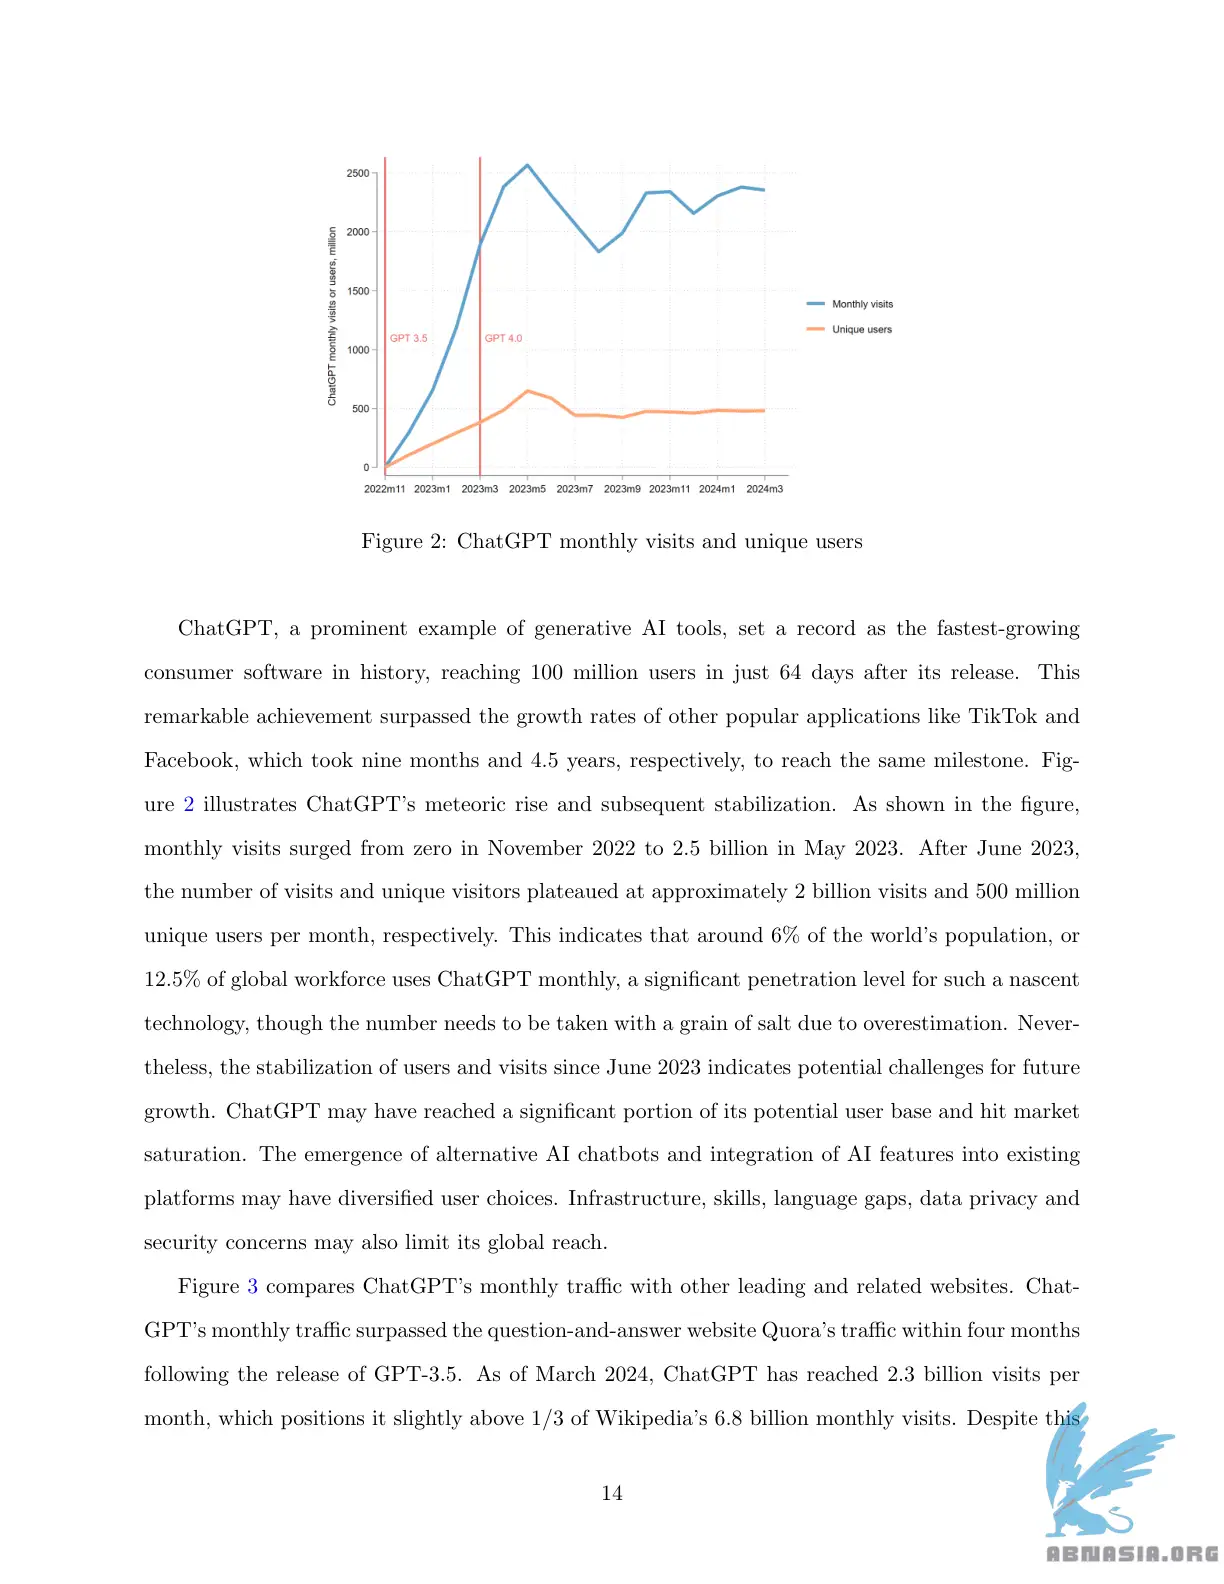 2500
2000
1500
1000
500
0
ChatGPT monthly visits or users, million
GPT 3.5
GPT 4.0
Monthly visits
Unique users
2022m11 2023m1 2023m3 2023m5 2023m7 2023m9 2023m11 2024m1 2024m3
Figure 2: ChatGPT monthly visits and unique users
ChatGPT, a prominent example of generative AI tools, set a record as the fastest-growing
consumer software in history, reaching 100 million users in just 64 days after its release. This
remarkable achievement surpassed the growth rates of other popular applications like TikTok and
Facebook, which took nine months and 4.5 years, respectively, to reach the same milestone. Fig-
ure 2 illustrates ChatGPT's meteoric rise and subsequent stabilization. As shown in the figure,
monthly visits surged from zero in November 2022 to 2.5 billion in May 2023. After June 2023,
the number of visits and unique visitors plateaued at approximately 2 billion visits and 500 million
unique users per month, respectively. This indicates that around 6% of the world's population, or
12.5% of global workforce uses ChatGPT monthly, a significant penetration level for such a nascent
technology, though the number needs to be taken with a grain of salt due to overestimation. Never-
theless, the stabilization of users and visits since June 2023 indicates potential challenges for future
growth. ChatGPT may have reached a significant portion of its potential user base and hit market
saturation. The emergence of alternative AI chatbots and integration of AI features into existing
platforms may have diversified user choices. Infrastructure, skills, language gaps, data privacy and
security concerns may also limit its global reach.
Figure 3 compares ChatGPT's monthly traffic with other leading and related websites. Chat-
GPT's monthly traffic surpassed the question-and-answer website Quora's traffic within four months
following the release of GPT-3.5. As of March 2024, ChatGPT has reached 2.3 billion visits per
month, which positions it slightly above 1/3 of Wikipedia's 6.8 billion monthly visits. Despite this
14
ABNASIA.ORG